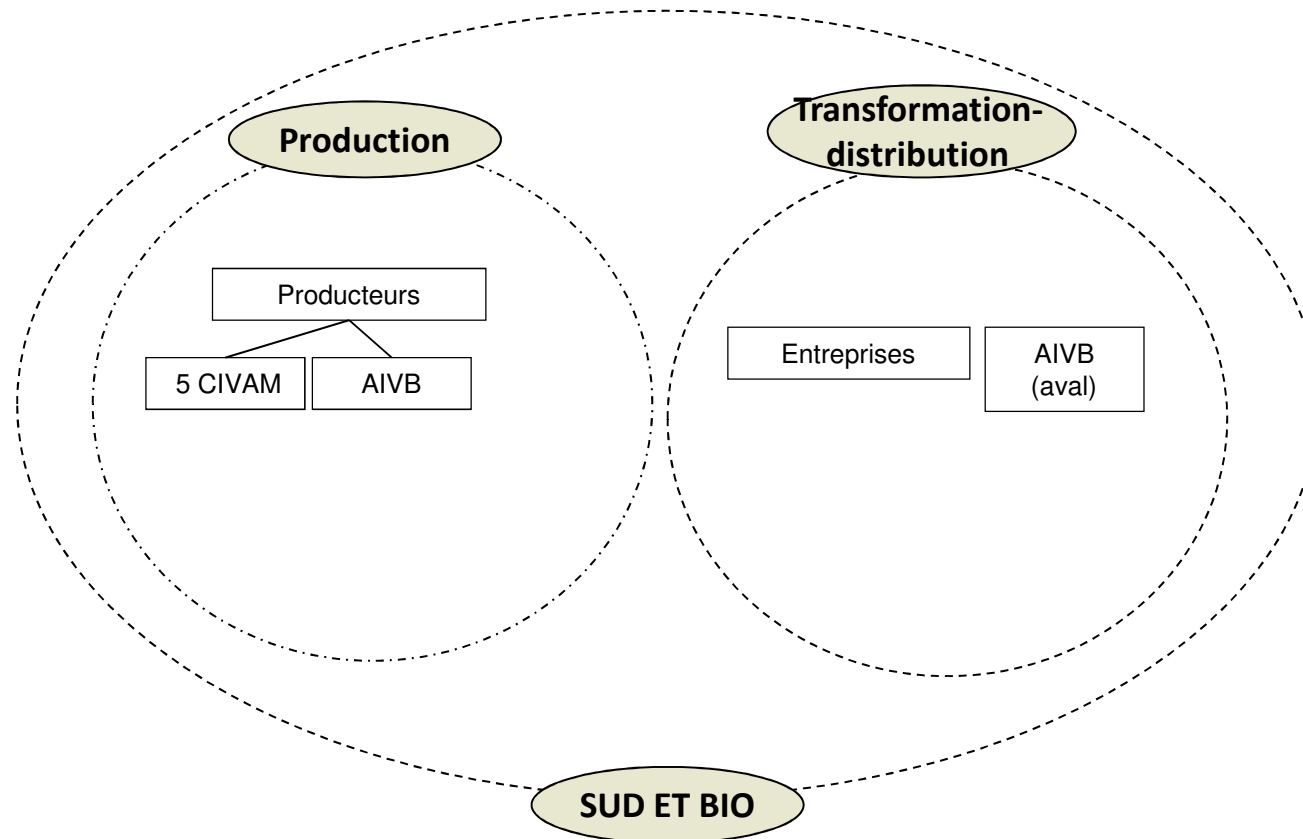 Production
Transformation-
distribution
Producteurs
5 CIVAM
AIVB
Entreprises
AIVB
(aval)
SUD ET BIO